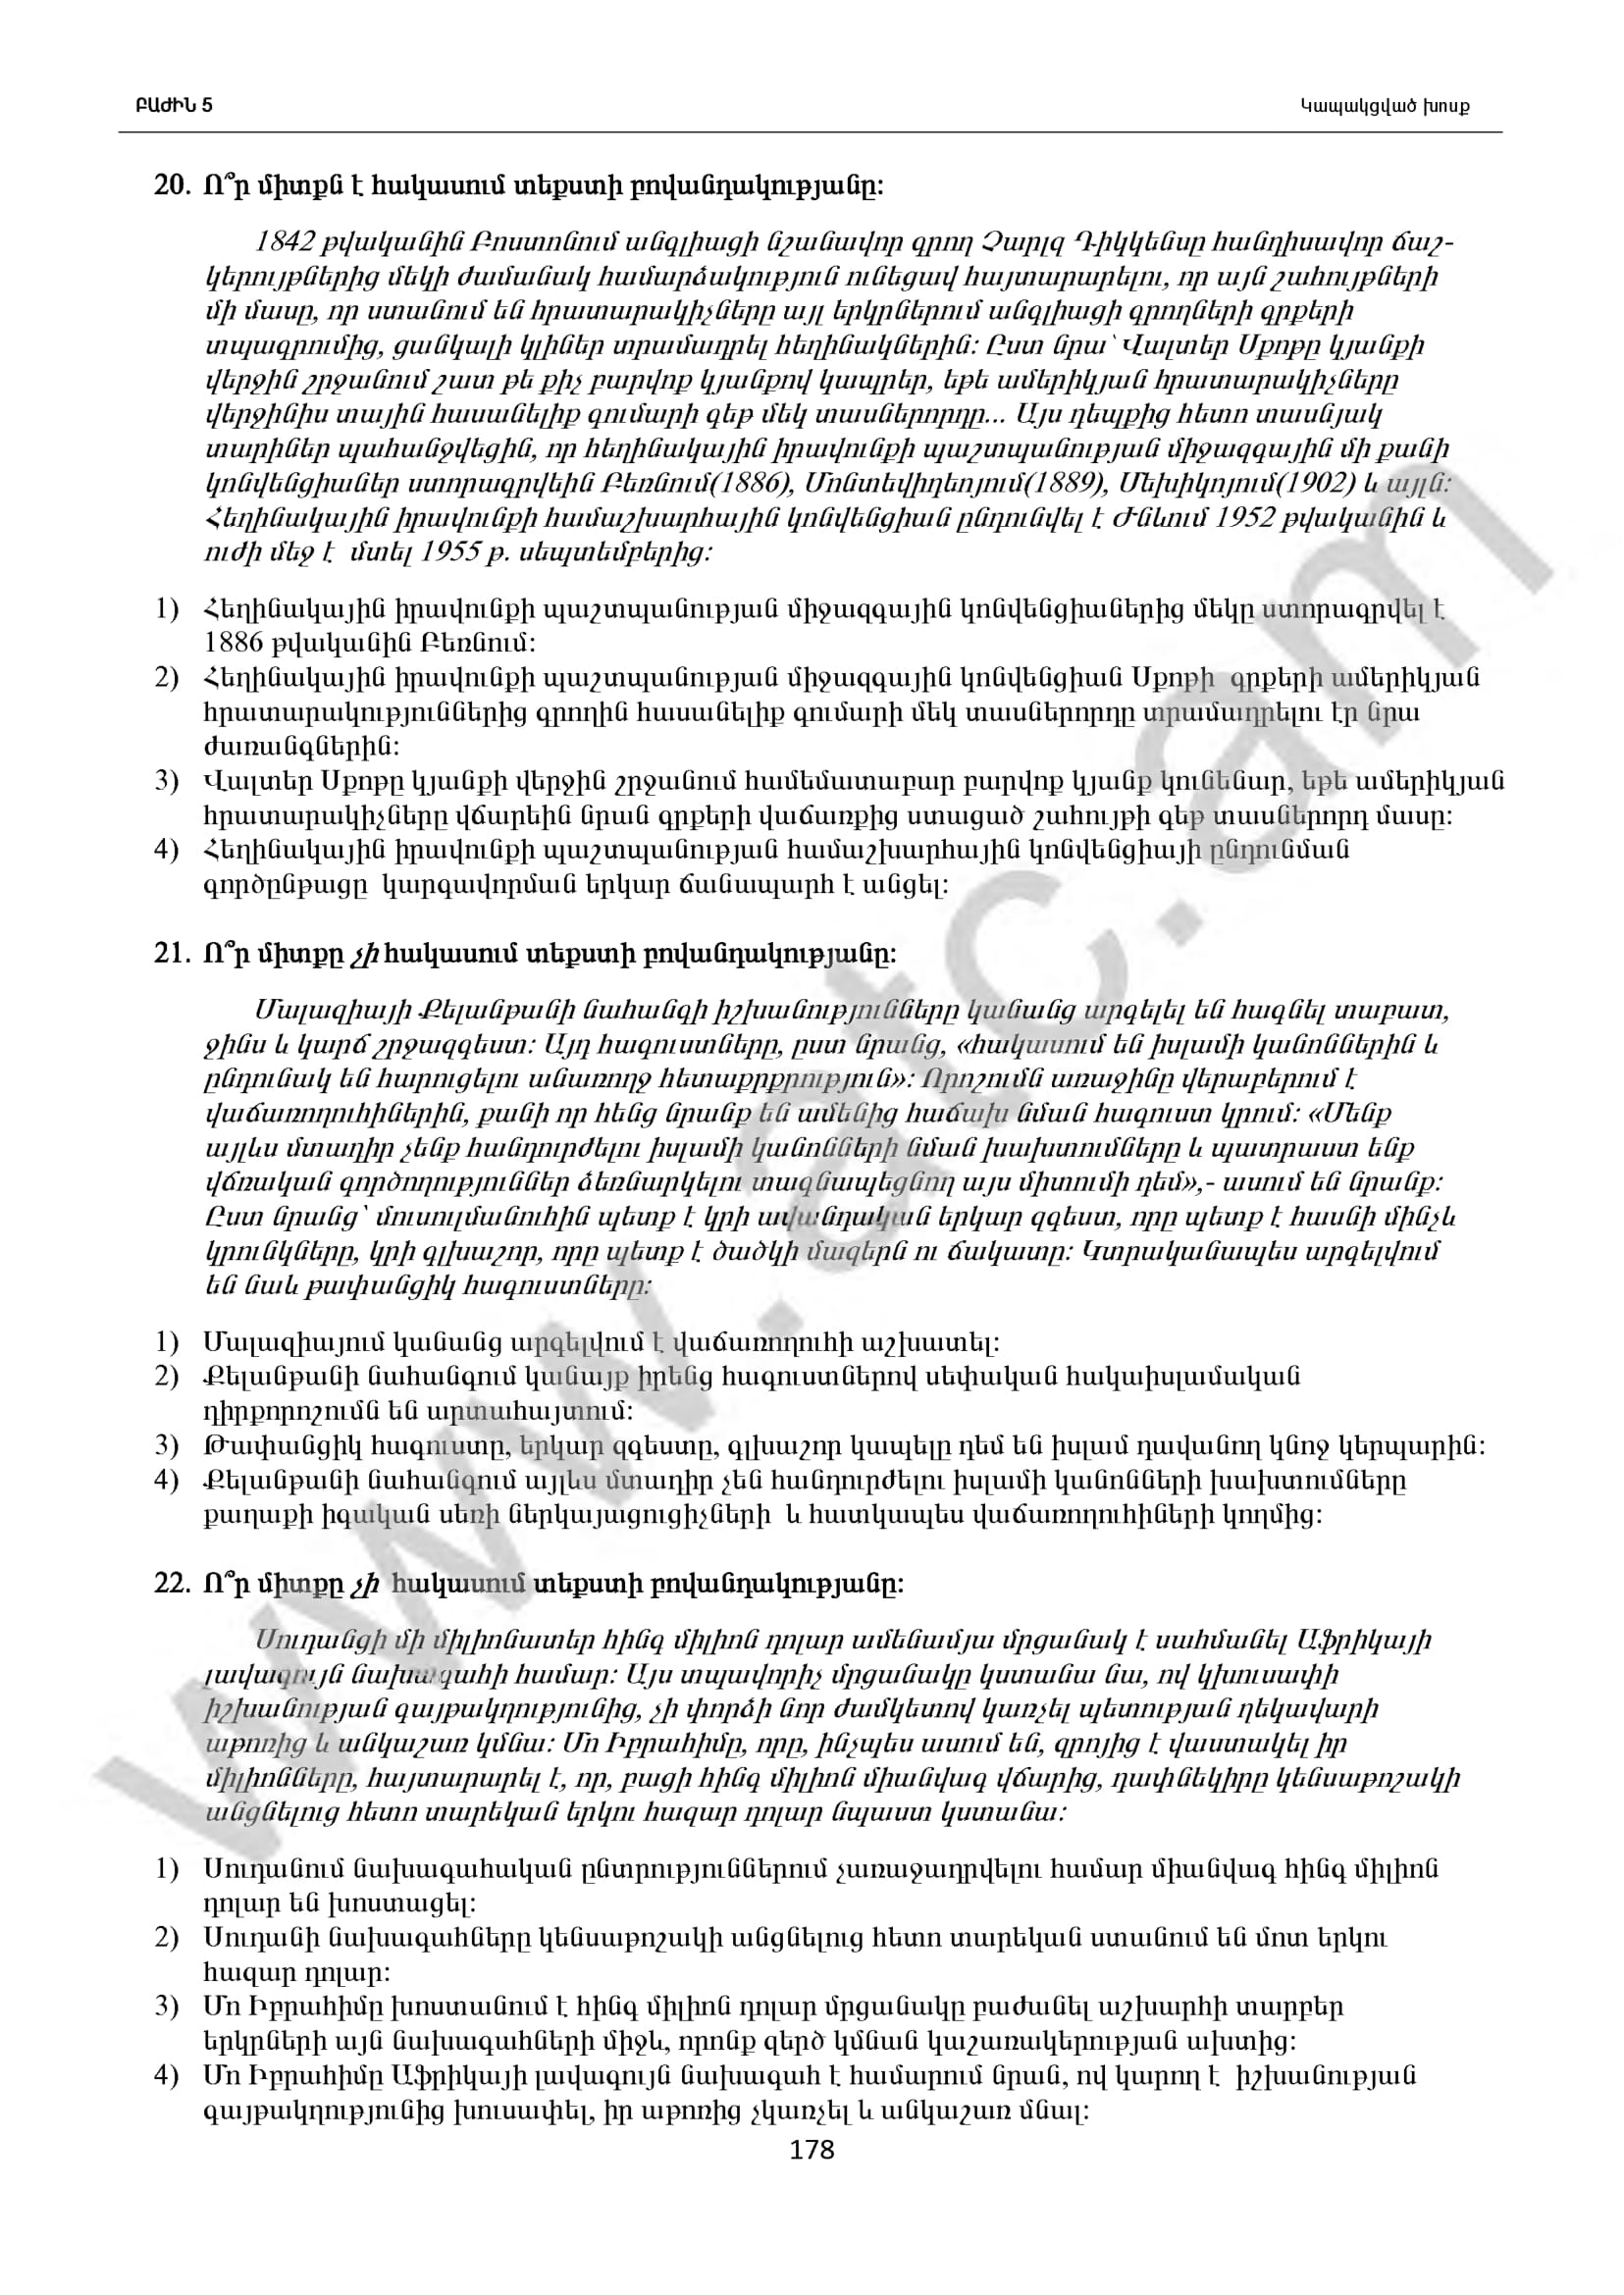 ԲԱԺԻՆ 5
Կապակցված խոսք
20. Ո՞ր միտքն է հակասում տեքստի բովանդակությանը:
1842 թվականին Բոստոնում անգլիացի նշանավոր գրող Չարլզ Դիկկենսը հանդիսավոր ճաշ-
կերույթներից մեկի ժամանակ համարձակություն ունեցավ հայտարարելու, որ այն շահույթների
մի մասը, որ ստանում են հրատարակիչները այլ երկրներում անգլիացի գրողների գրքերի
տպագրումից, ցանկալի կլիներ տրամադրել հեղինակներին: Ըստ նրա՝ Վալտեր Սքոթը կյանքի
վերջին շրջանում շատ թե քիչ բարվոք կյանքով կապրեր, եթե ամերիկյան հրատարակիչները
վերջինիս տային հասանելիք գումարի գեթ մեկ տասներորդը... Այս դեպքից հետո տասնյակ
տարիներ պահանջվեցին, որ հեղինակային իրավունքի պաշտպանության միջազգային մի քանի
կոնվենցիաներ ստորագրվեին Բեռնում(1886), Մոնտեվիդեոյում(1889), Մեխիկոյում(1902) և այլն:
Հեղինակային իրավունքի համաշխարհային կոնվենցիան ընդունվել է Ժնևում 1952 թվականին և
ուժի մեջ է մտել 1955 թ. սեպտեմբերից:
1) Հեղինակային իրավունքի պաշտպանության միջազգային կոնվենցիաներից մեկը ստորագրվել է
1886 թվականին Բեռնում:
2) Հեղինակային իրավունքի պաշտպանության միջազգային կոնվենցիան Սքոթի գրքերի ամերիկյան
հրատարակություններից գրողին հասանելիք գումարի մեկ տասներորդը տրամադրելու էր նրա
ժառանգներին:
3) Վալտեր Սքոթը կյանքի վերջին շրջանում համեմատաբար բարվոք կյանք կունենար, եթե ամերիկյան
հրատարակիչները վճարեին նրան գրքերի վաճառքից ստացած շահույթի գեթ տասներորդ մասը:
4) Հեղինակային իրավունքի պաշտպանության համաշխարհային կոնվենցիայի ընդունման
գործընթացը կարգավորման երկար ճանապարհ է անցել:
21. Ո՞ր միտքը չի հակասում տեքստի բովանդակությանը:
Մալազիայի Քելանթանի նահանգի իշխանությունները կանանց արգելել են հագնել տաբատ,
ջինս և կարճ շրջազգեստ: Այդ հագուստները, ըստ նրանց, «հակասում են իսլամի կանոններին և
ընդունակ են հարուցելու անառողջ հետաքրքրություն»: Որոշումն առաջինը վերաբերում է
վաճառողուհիներին, քանի որ հենց նրանք են ամենից հաճախ նման հագուստ կրում: «Մենք
այլևս մտադիր չենք հանդուրժելու իսլամի կանոնների նման խախտումները և պատրաստ ենք
վճռական գործողություններ ձեռնարկելու տագնապեցնող այս միտումի դեմ»,- ասում են նրանք:
Ըստ նրանց՝ մուսուլմանուհին պետք է կրի ավանդական երկար զգեստ, որը պետք է հասնի մինչև
կրունկները, կրի գլխաշոր, որը պետք է ծածկի մազերն ու ճակատը: Կտրականապես արգելվում
են նաև թափանցիկ հագուստները:
1) Մալազիայում կանանց արգելվում է վաճառողուհի աշխատել:
2) Քելանթանի նահանգում կանայք իրենց հագուստներով սեփական հակաիսլամական
դիրքորոշումն են արտահայտում:
3) Թափանցիկ հագուստը, երկար զգեստը, գլխաշոր կապելը դեմ են իսլամ դավանող կնոջ կերպարին:
4) Քելանթանի նահանգում այլևս մտադիր չեն հանդուրժելու իսլամի կանոնների խախտումները
քաղաքի իգական սեռի ներկայացուցիչների և հատկապես վաճառողուհիների կողմից:
22. Ո՞ր միտքը չի հակասում տեքստի բովանդակությանը:
Սուդանցի մի միլիոնատեր հինգ միլիոն դոլար ամենամյա մրցանակ է սահմանել Աֆրիկայի
լավագույն նախագահի համար: Այս տպավորիչ մրցանակը կստանա նա, ով կխուսափի
իշխանության գայթակղությունից, չի փորձի նոր ժամկետով կառչել պետության ղեկավարի
աթոռից և անկաշառ կմնա: Մո Իբրահիմը, որը, ինչպես ասում են, զրոյից է վաստակել իր
միլիոնները, հայտարարել է, որ, բացի հինգ միլիոն միանվագ վճարից, դափնեկիրը կենսաթոշակի
անցնելուց հետո տարեկան երկու հազար դոլար նպաստ կստանա:
1) Սուդանում նախագահական ընտրություններում չառաջադրվելու համար միանվագ հինգ միլիոն
դոլար են խոստացել:
2) Սուդանի նախագահները կենսաթոշակի անցնելուց հետո տարեկան ստանում են մոտ երկու
հազար դոլար:
3) Մո Իբրահիմը խոստանում է հինգ միլիոն դոլար մրցանակը բաժանել աշխարհի տարբեր
երկրների այն նախագահների միջև, որոնք զերծ կմնան կաշառակերության ախտից:
4) Մո Իբրահիմը Աֆրիկայի լավագույն նախագահ է համարում նրան, ով կարող է իշխանության
գայթակղությունից խուսափել, իր աթոռից չկառչել և անկաշառ մնալ:
178
www.atc.am